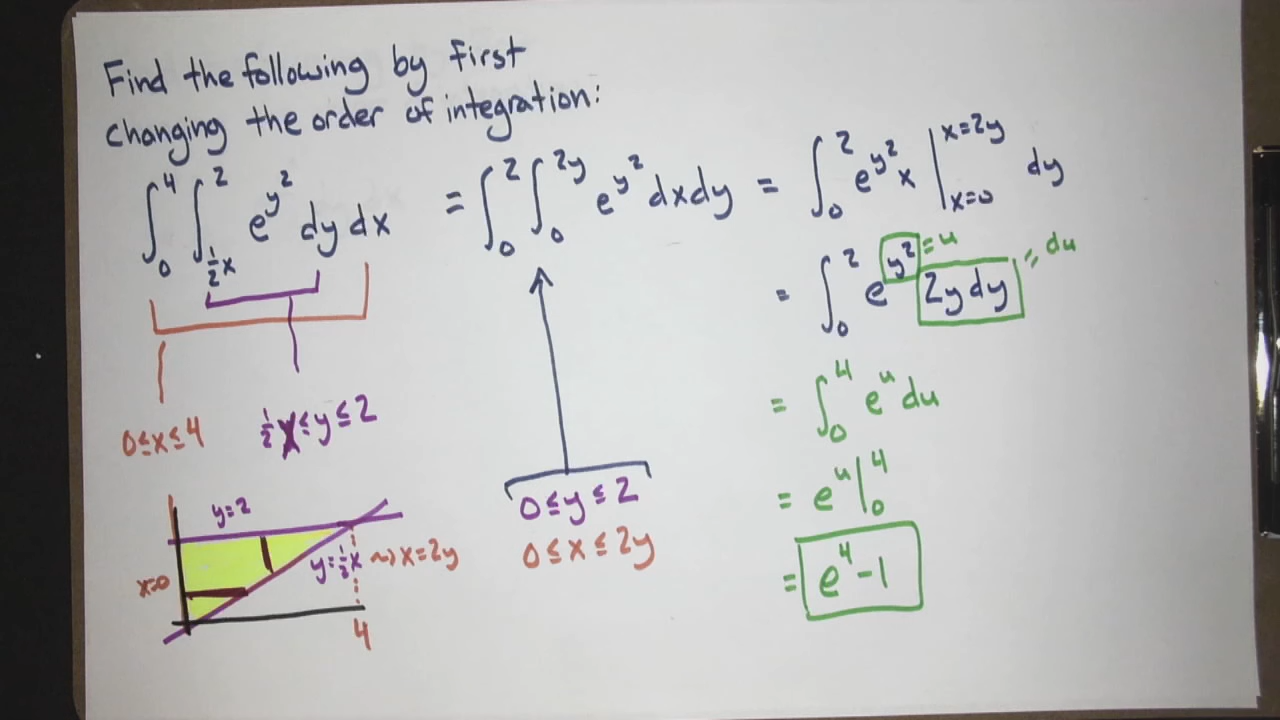 Find the following by first
changing the order of integration:
∫₀⁴ ∫_{½x}² e^{y²} dy dx = ∫₀² ∫₀^{2y} e^{y²} dx dy = ∫₀² e^{y²} x |_{x=0}^{x=2y} dy
= ∫₀² e^{y²} 2y dy
= u
= du
= ∫₀⁴ e^u du
= e^u |₀⁴
= e⁴ - 1
0 ≤ x ≤ 4
½x ≤ y ≤ 2
y = 2
x = 0
y = ½x ⇝ x = 2y
4
0 ≤ y ≤ 2
0 ≤ x ≤ 2y